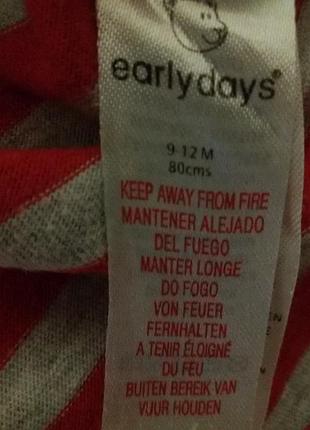 earlydays®
9-12 M
80cms
KEEP AWAY FROM FIRE
MANTENER ALEJADO
DEL FUEGO
MANTER LONGE
DO FOGO
VON FEUER
FERNHALTEN
A TENIR ÉLOIGNÉ
DU FEU
BUITEN BEREIK VAN
VUUR HOUDEN